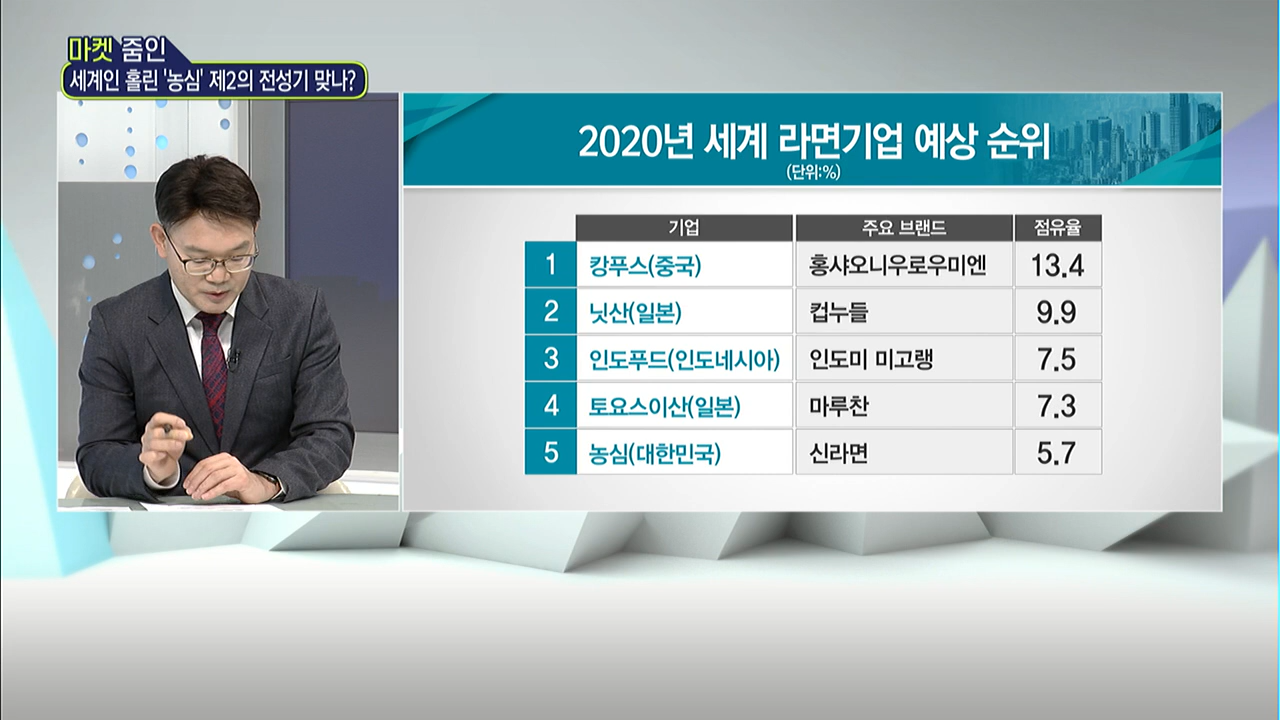 마켓 줌인
세계인 홀린 '농심' 제2의 전성기 맞나?
2020년 세계 라면기업 예상 순위
(단위:%)
기업 주요 브랜드 점유율
1 캉푸스(중국) 홍샤오니우로우미엔 13.4
2 닛산(일본) 컵누들 9.9
3 인도푸드(인도네시아) 인도미 미고랭 7.5
4 토요스이산(일본) 마루찬 7.3
5 농심(대한민국) 신라면 5.7